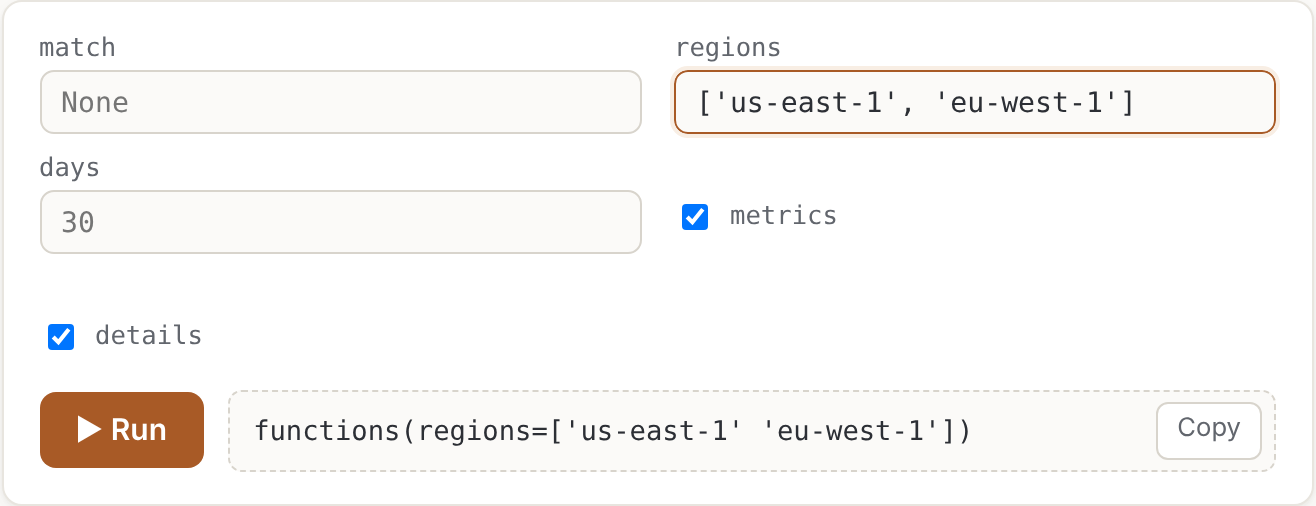 match
regions
None
['us-east-1', 'eu-west-1']
days
30
metrics
details
▶ Run
functions(regions=['us-east-1' 'eu-west-1'])
Copy